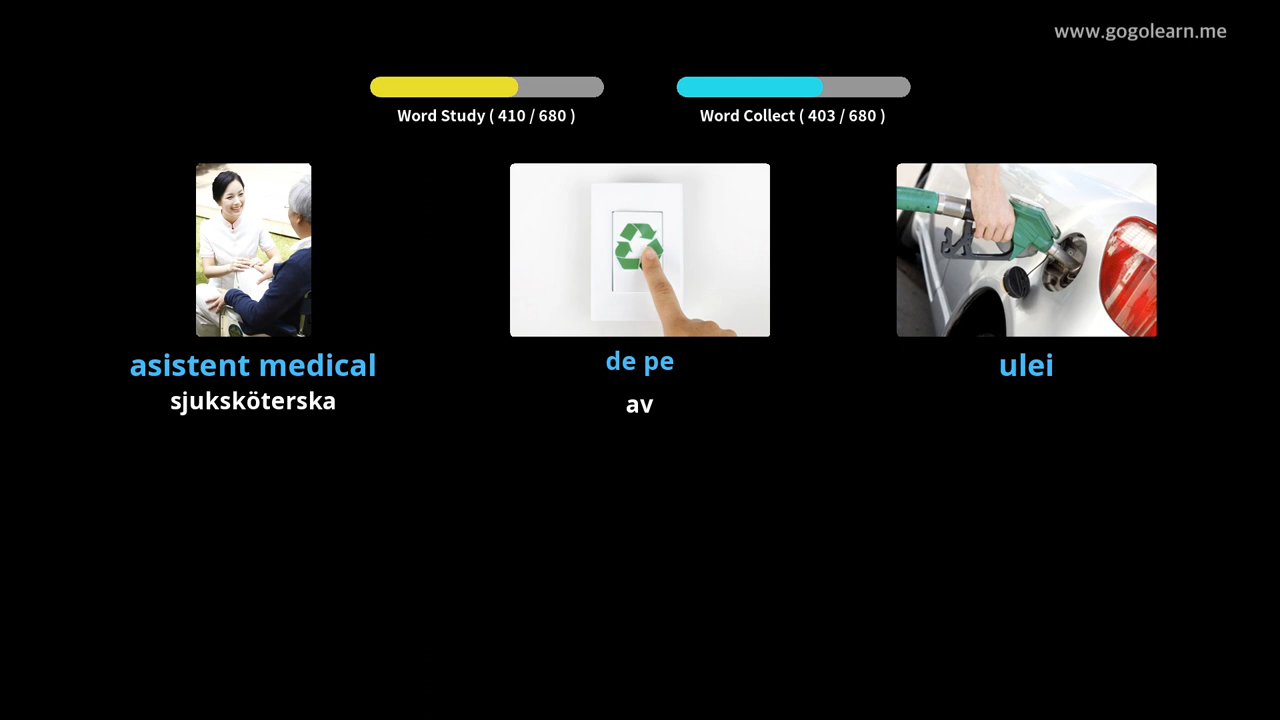 www.gogolearn.me
Word Study ( 410 / 680 )
Word Collect ( 403 / 680 )
asistent medical
sjuksköterska
de pe
av
ulei